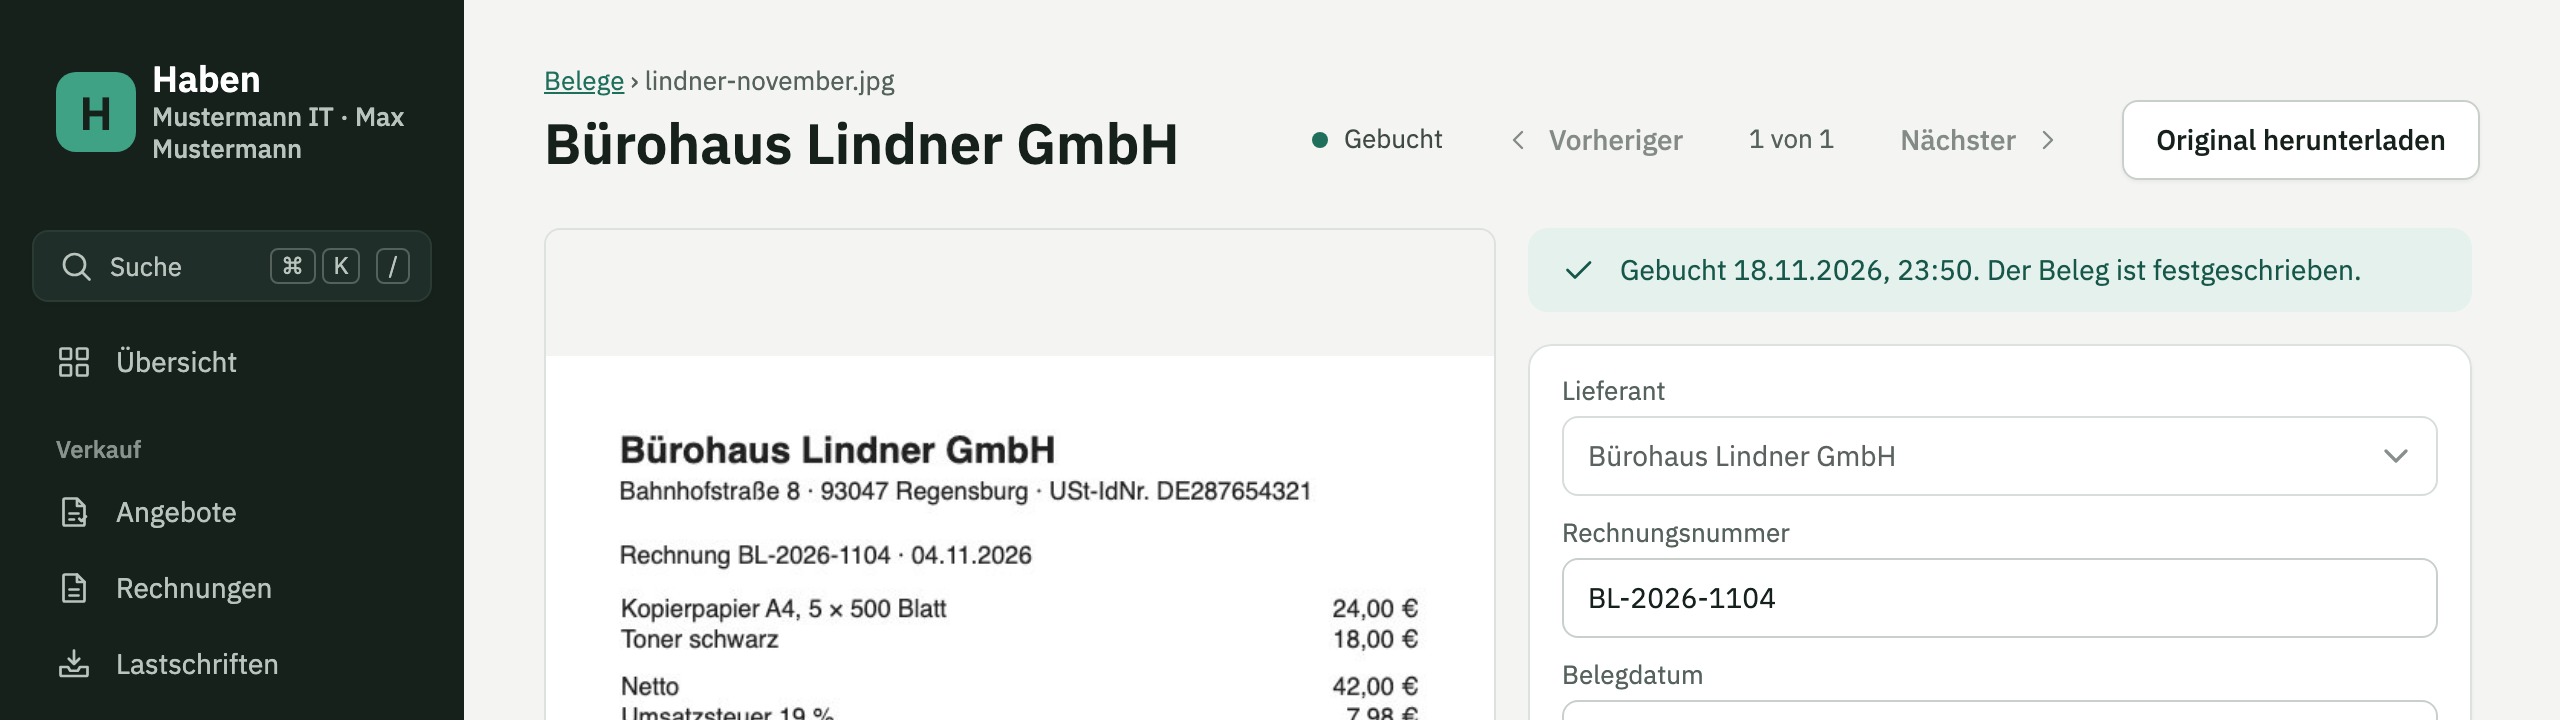 H
Haben
Mustermann IT · Max
Mustermann
Suche ⌘ K /
Übersicht
Verkauf
Angebote
Rechnungen
Lastschriften
Belege › lindner-november.jpg
Bürohaus Lindner GmbH
Gebucht
Vorheriger
1 von 1
Nächster
Original herunterladen
Bürohaus Lindner GmbH
Bahnhofstraße 8 · 93047 Regensburg · USt-IdNr. DE287654321
Rechnung BL-2026-1104 · 04.11.2026
Kopierpapier A4, 5 × 500 Blatt 24,00 €
Toner schwarz 18,00 €
Netto 42,00 €
Umsatzsteuer 19 % 7,98 €
Gebucht 18.11.2026, 23:50. Der Beleg ist festgeschrieben.
Lieferant
Bürohaus Lindner GmbH
Rechnungsnummer
BL-2026-1104
Belegdatum